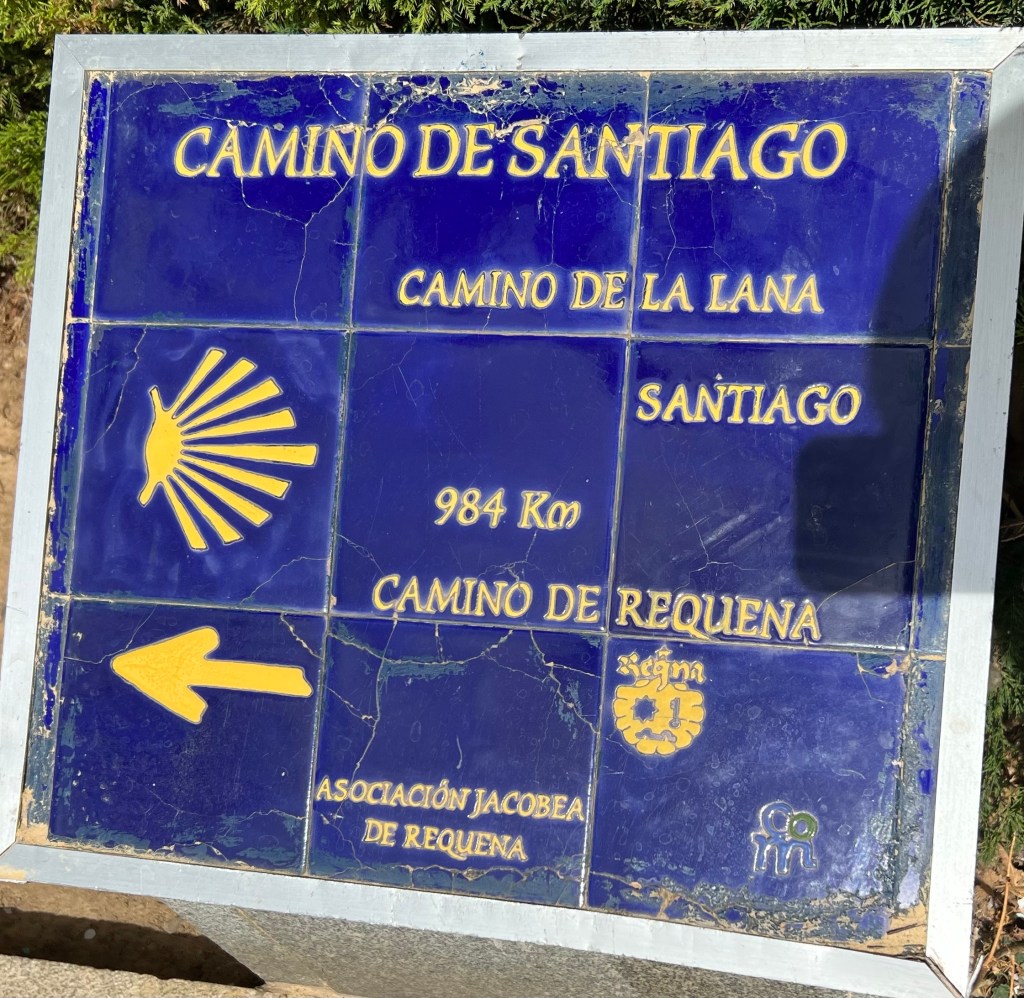 CAMINO DE SANTIAGO
CAMINO DE LA LANA
SANTIAGO
984 Km
CAMINO DE REQUENA
ASOCIACIÓN JACOBEA
DE REQUENA